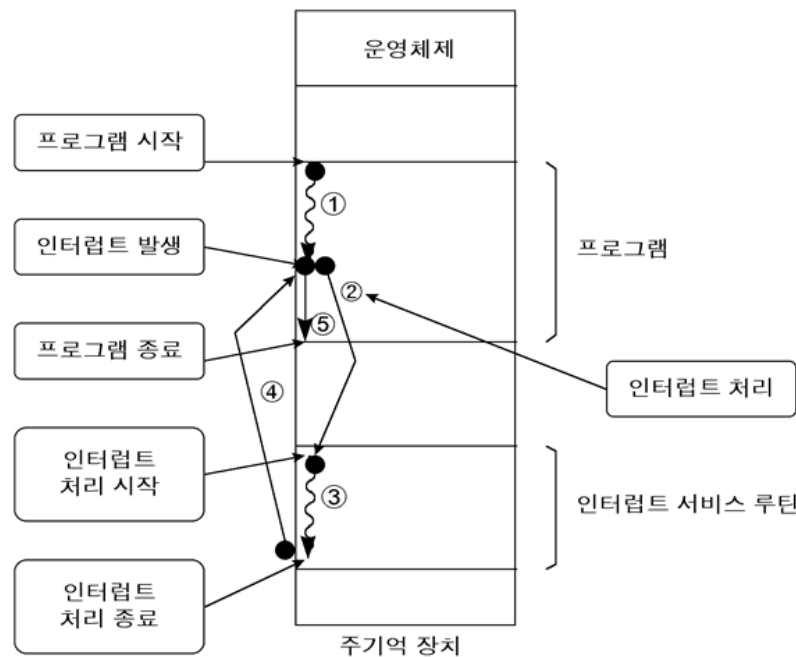 운영체제
프로그램 시작
①
인터럽트 발생
②
프로그램
⑤
프로그램 종료
④
인터럽트 처리
인터럽트
처리 시작
③
인터럽트 서비스 루틴
인터럽트
처리 종료
주기억 장치